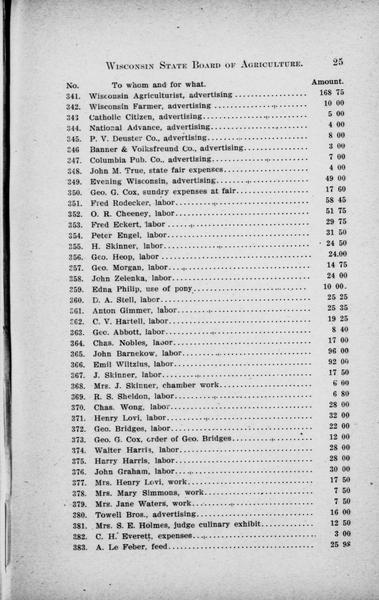 WISCONSIN STATE BOARD OF AGRICULTURE. 25
No. To whom and for what. Amount.
341. Wisconsin Agriculturist, advertising 168 75
342. Wisconsin Farmer, advertising 10 00
343 Catholic Citizen, advertising 5 00
344. National Advance, advertising 4 00
345. P. V. Deuster Co., advertising 8 00
346 Banner & Volksfreund Co., advertising 3 00
347. Columbia Pub. Co., advertising 7 00
348. John M. True, state fair expenses 4 00
349. Evening Wisconsin, advertising 49 00
350. Geo. G. Cox, sundry expenses at fair 17 60
351. Fred Rodecker, labor 58 45
352. O. R. Cheeney, labor 51 75
353. Fred Eckert, labor 29 75
354. Peter Engel, labor 31 50
355. H. Skinner, labor 24 50
356. Geo. Heop, labor 24.00
357. Geo. Morgan, labor 14 75
358. John Zelenka, labor 24 00
359. Edna Philip, use of pony 10 00.
360. D. A. Stell, labor 25 25
361. Anton Gimmer, labor 25 35
362. C. V. Hartell, labor 19 25
363. Geo. Abbott, labor 8 40
364. Chas. Nobles, labor 17 00
365. John Barnekow, labor 96 00
366. Emil Wiltzius, labor 92 00
367. J. Skinner, labor 17 50
368. Mrs. J. Skinner, chamber work 6 00
369. R. S. Sheldon, labor 6 80
370. Chas. Wong, labor 28 00
371. Henry Lovi, labor 32 00
372. Geo. Bridges, labor 22 00
373. Geo. G. Cox, order of Geo. Bridges 12 00
374. Walter Harris, labor 28 00
375. Harry Harris, labor 28 00
376. John Graham, labor 30 00
377. Mrs. Henry Lovi, work 17 50
378. Mrs. Mary Simmons, work 7 50
379. Mrs. Jane Waters, work 7 50
380. Towell Bros., advertising 16 00
381. Mrs. S. E. Holmes, judge culinary exhibit 12 50
382. C. H. Everett, expenses 3 00
383. A. Le Feber, feed 25 98